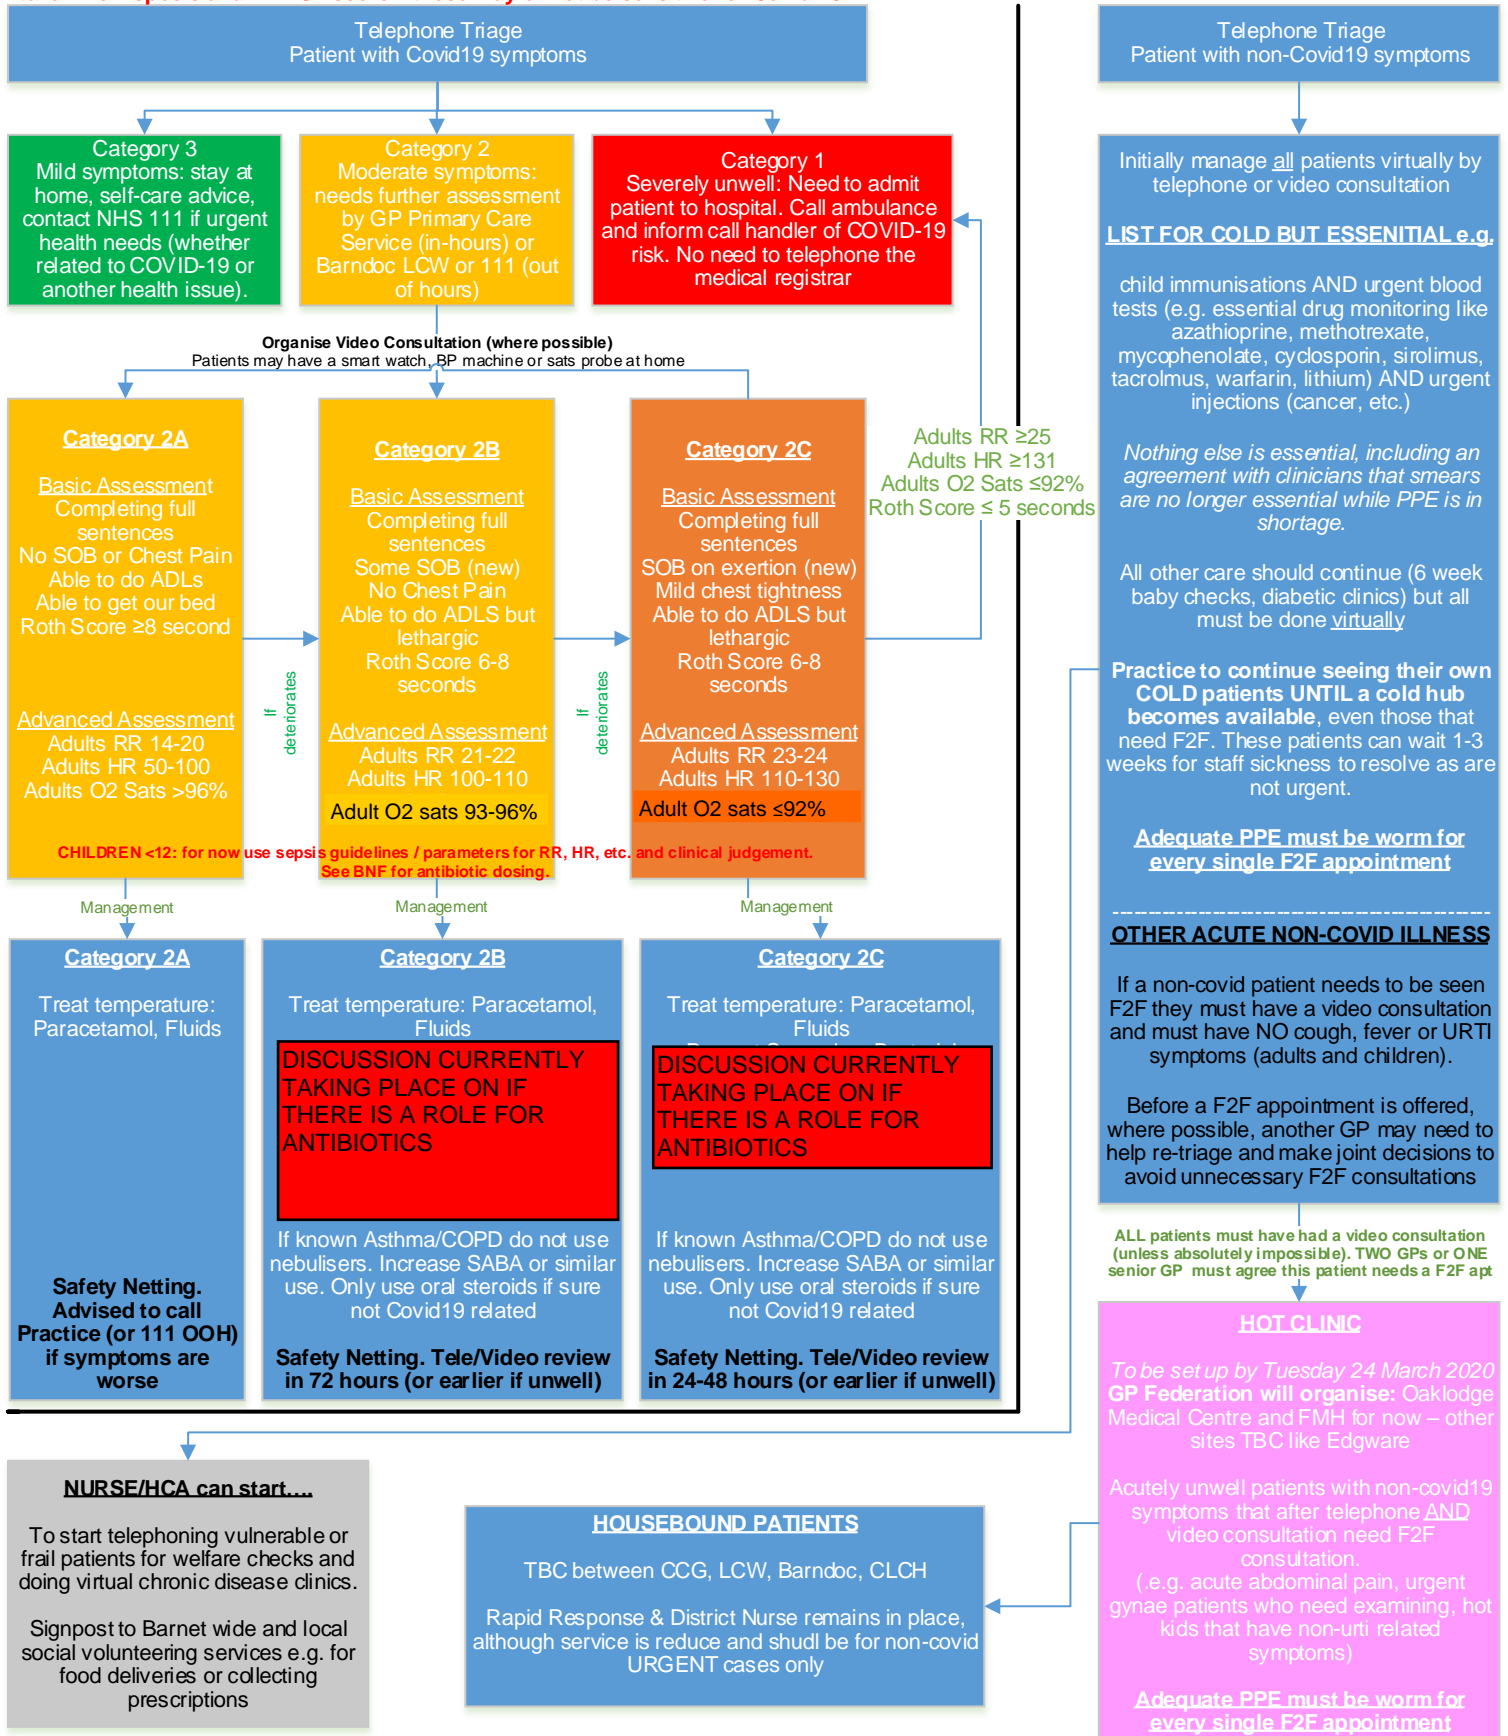 Telephone Triage
Patient with Covid19 symptoms
Telephone Triage
Patient with non-Covid19 symptoms
Category 3
Mild symptoms: stay at
home, self-care advice,
contact NHS 111 if urgent
health needs (whether
related to COVID-19 or
another health issue).
Category 2
Moderate symptoms:
needs further assessment
by GP Primary Care
Service (in-hours) or
Barndoc LCW or 111 (out
of hours)
Category 1
Severely unwell: Need to admit
patient to hospital. Call ambulance
and inform call handler of COVID-19
risk. No need to telephone the
medical registrar
Organise Video Consultation (where possible)
Patients may have a smart watch, BP machine or sats probe at home
Category 2A
Basic Assessment
Completing full
sentences
No SOB or Chest Pain
Able to do ADLs
Able to get our bed
Roth Score ≥8 second
Advanced Assessment
Adults RR 14-20
Adults HR 50-100
Adults O2 Sats >96%
If
deteriorates
Category 2B
Basic Assessment
Completing full
sentences
Some SOB (new)
No Chest Pain
Able to do ADLS but
lethargic
Roth Score 6-8
seconds
Advanced Assessment
Adults RR 21-22
Adults HR 100-110
Adult O2 sats 93-96%
If
deteriorates
Category 2C
Basic Assessment
Completing full
sentences
SOB on exertion (new)
Mild chest tightness
Able to do ADLS but
lethargic
Roth Score 6-8
seconds
Advanced Assessment
Adults RR 23-24
Adults HR 110-130
Adult O2 sats ≤92%
Adults RR ≥25
Adults HR ≥131
Adults O2 Sats ≤92%
Roth Score ≤ 5 seconds
CHILDREN <12: for now use sepsis guidelines / parameters for RR, HR, etc. and clinical judgement.
See BNF for antibiotic dosing.
Management
Management
Management
Category 2A
Treat temperature:
Paracetamol, Fluids
Safety Netting.
Advised to call
Practice (or 111 OOH)
if symptoms are
worse
Category 2B
Treat temperature: Paracetamol,
Fluids
DISCUSSION CURRENTLY
TAKING PLACE ON IF
THERE IS A ROLE FOR
ANTIBIOTICS
If known Asthma/COPD do not use
nebulisers. Increase SABA or similar
use. Only use oral steroids if sure
not Covid19 related
Safety Netting. Tele/Video review
in 72 hours (or earlier if unwell)
Category 2C
Treat temperature: Paracetamol,
Fluids
DISCUSSION CURRENTLY
TAKING PLACE ON IF
THERE IS A ROLE FOR
ANTIBIOTICS
If known Asthma/COPD do not use
nebulisers. Increase SABA or similar
use. Only use oral steroids if sure
not Covid19 related
Safety Netting. Tele/Video review
in 24-48 hours (or earlier if unwell)
Initially manage all patients virtually by
telephone or video consultation
LIST FOR COLD BUT ESSENITIAL e.g.
child immunisations AND urgent blood
tests (e.g. essential drug monitoring like
azathioprine, methotrexate,
mycophenolate, cyclosporin, sirolimus,
tacrolmus, warfarin, lithium) AND urgent
injections (cancer, etc.)
Nothing else is essential, including an
agreement with clinicians that smears
are no longer essential while PPE is in
shortage.
All other care should continue (6 week
baby checks, diabetic clinics) but all
must be done virtually
Practice to continue seeing their own
COLD patients UNTIL a cold hub
becomes available, even those that
need F2F. These patients can wait 1-3
weeks for staff sickness to resolve as are
not urgent.
Adequate PPE must be worm for
every single F2F appointment
------------------------------------------------------
OTHER ACUTE NON-COVID ILLNESS
If a non-covid patient needs to be seen
F2F they must have a video consultation
and must have NO cough, fever or URTI
symptoms (adults and children).
Before a F2F appointment is offered,
where possible, another GP may need to
help re-triage and make joint decisions to
avoid unnecessary F2F consultations
ALL patients must have had a video consultation
(unless absolutely impossible). TWO GPs or ONE
senior GP must agree this patient needs a F2F apt
HOT CLINIC
To be set up by Tuesday 24 March 2020
GP Federation will organise: Oaklodge
Medical Centre and FMH for now – other
sites TBC like Edgware
Acutely unwell patients with non-covid19
symptoms that after telephone AND
video consultation need F2F
consultation.
(.e.g. acute abdominal pain, urgent
gynae patients who need examining, hot
kids that have non-urti related
symptoms)
Adequate PPE must be worm for
every single F2F appointment
NURSE/HCA can start….
To start telephoning vulnerable or
frail patients for welfare checks and
doing virtual chronic disease clinics.
Signpost to Barnet wide and local
social volunteering services e.g. for
food deliveries or collecting
prescriptions
HOUSEBOUND PATIENTS
TBC between CCG, LCW, Barndoc, CLCH
Rapid Response & District Nurse remains in place,
although service is reduce and shudl be for non-covid
URGENT cases only